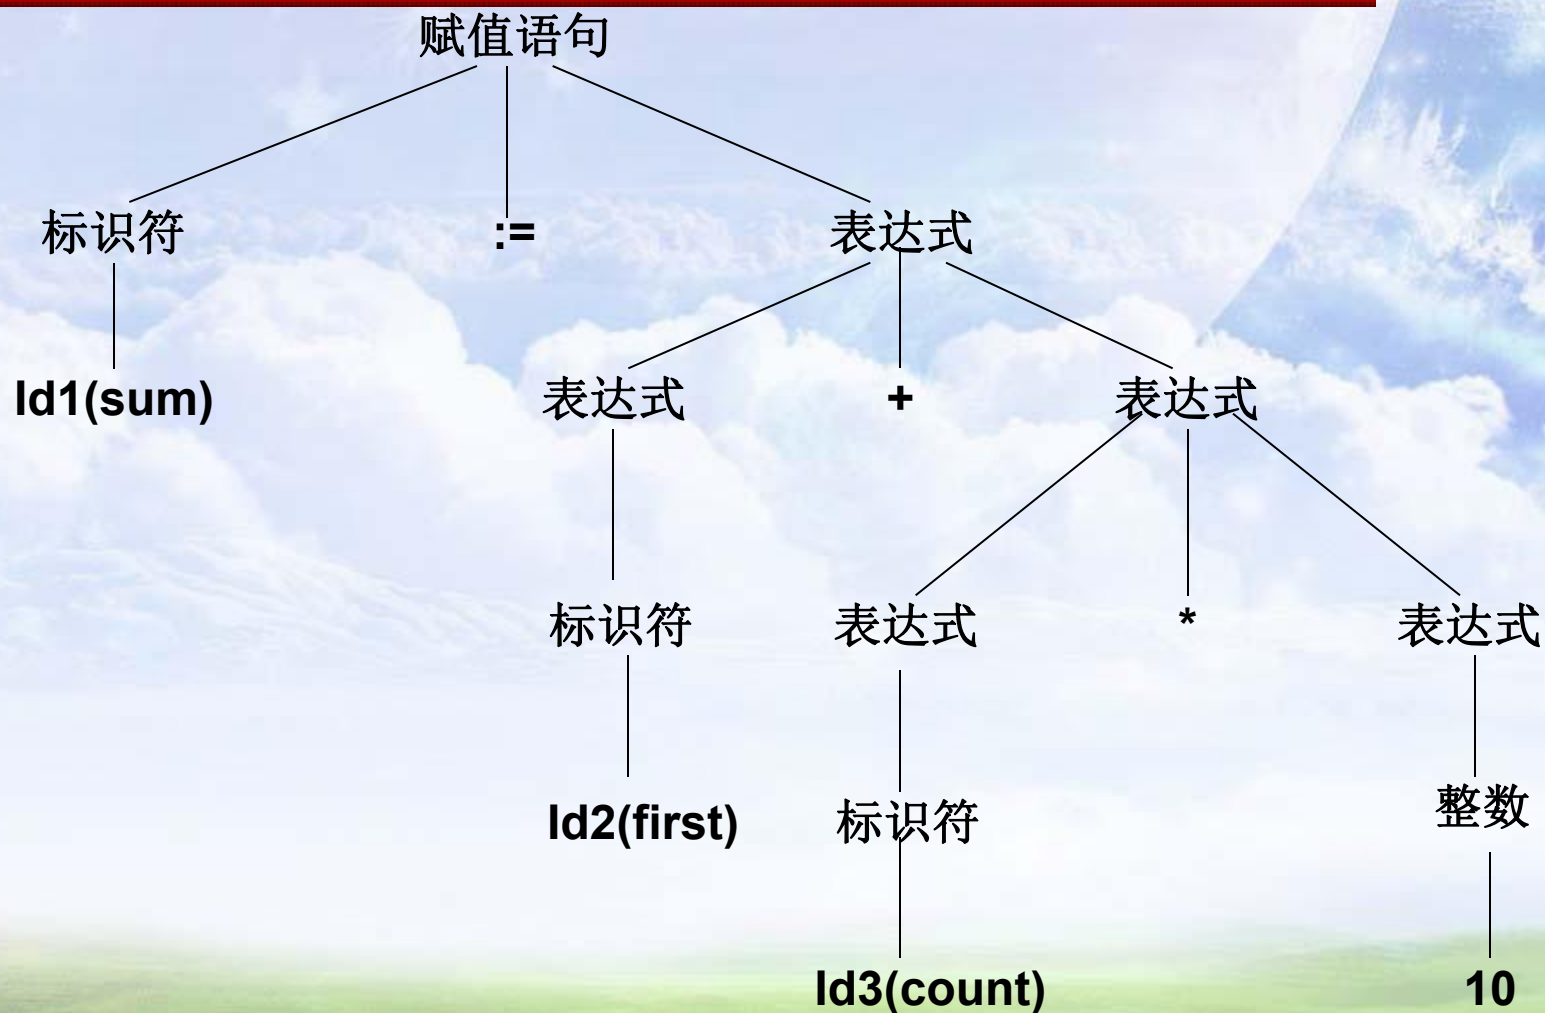 赋值语句
标识符 := 表达式
Id1(sum) 表达式 + 表达式
标识符 表达式 * 表达式
Id2(first) 标识符 整数
Id3(count) 10